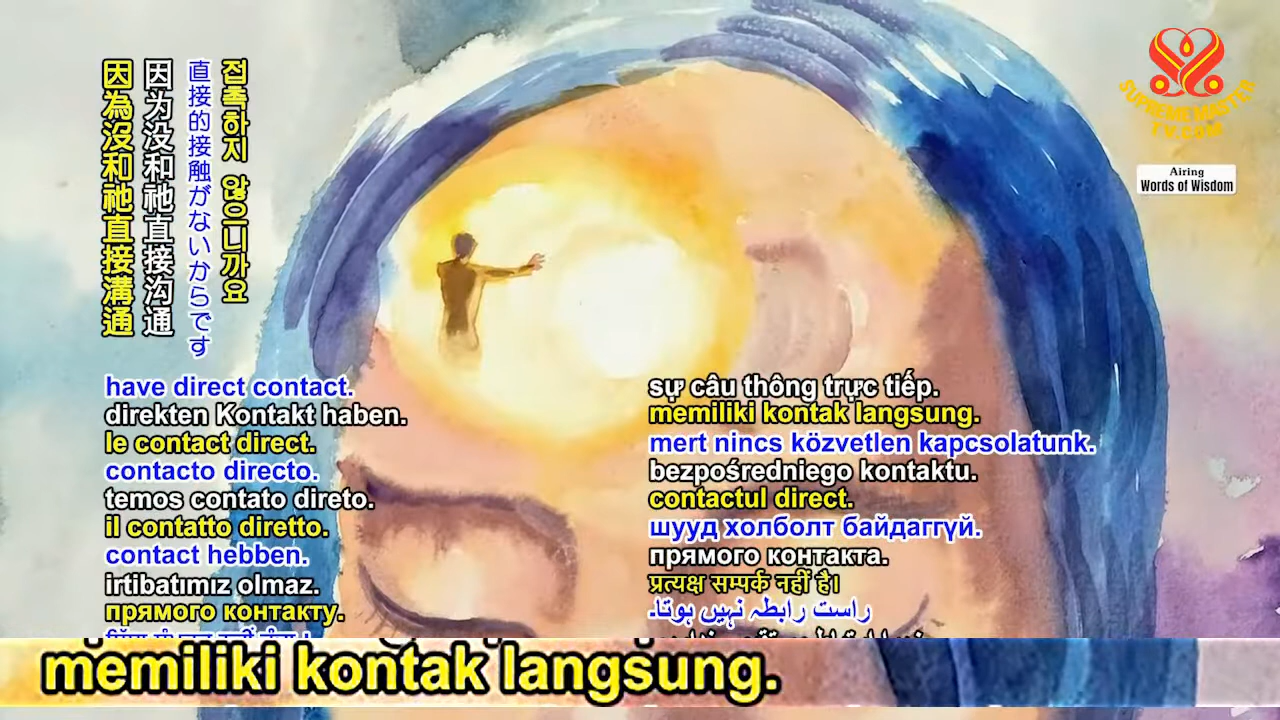 접촉하지 않으니까요
直接的接触がないからです
因为没和祂直接沟通
因為沒和祂直接溝通
SUPREMEMASTER
TV.COM
Airing
Words of Wisdom
have direct contact.
direkten Kontakt haben.
le contact direct.
contacto directo.
temos contato direto.
il contatto diretto.
contact hebben.
irtibatımız olmaz.
прямого контакту.
sự câu thông trực tiếp.
memiliki kontak langsung.
mert nincs közvetlen kapcsolatunk.
bezpośredniego kontaktu.
contactul direct.
шууд холболт байдаггүй.
прямого контакта.
प्रत्यक्ष सम्पर्क नहीं है।
راست رابطہ نہیں ہوتا۔
memiliki kontak langsung.